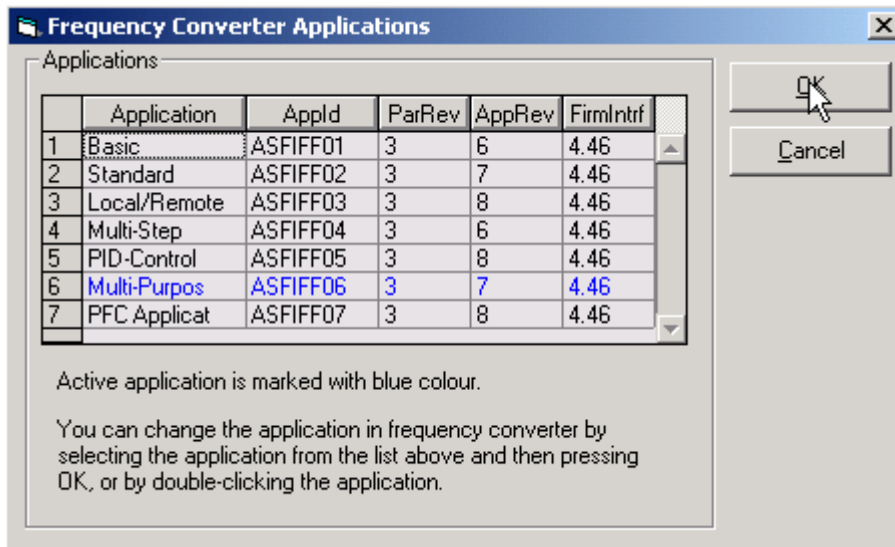 Frequency Converter Applications
Applications
Application AppId ParRev AppRev FirmIntrf
1 Basic ASFIFF01 3 6 4.46
2 Standard ASFIFF02 3 7 4.46
3 Local/Remote ASFIFF03 3 8 4.46
4 Multi-Step ASFIFF04 3 6 4.46
5 PID-Control ASFIFF05 3 8 4.46
6 Multi-Purpos ASFIFF06 3 7 4.46
7 PFC Applicat ASFIFF07 3 8 4.46
Active application is marked with blue colour.
You can change the application in frequency converter by
selecting the application from the list above and then pressing
OK, or by double-clicking the application.
OK
Cancel